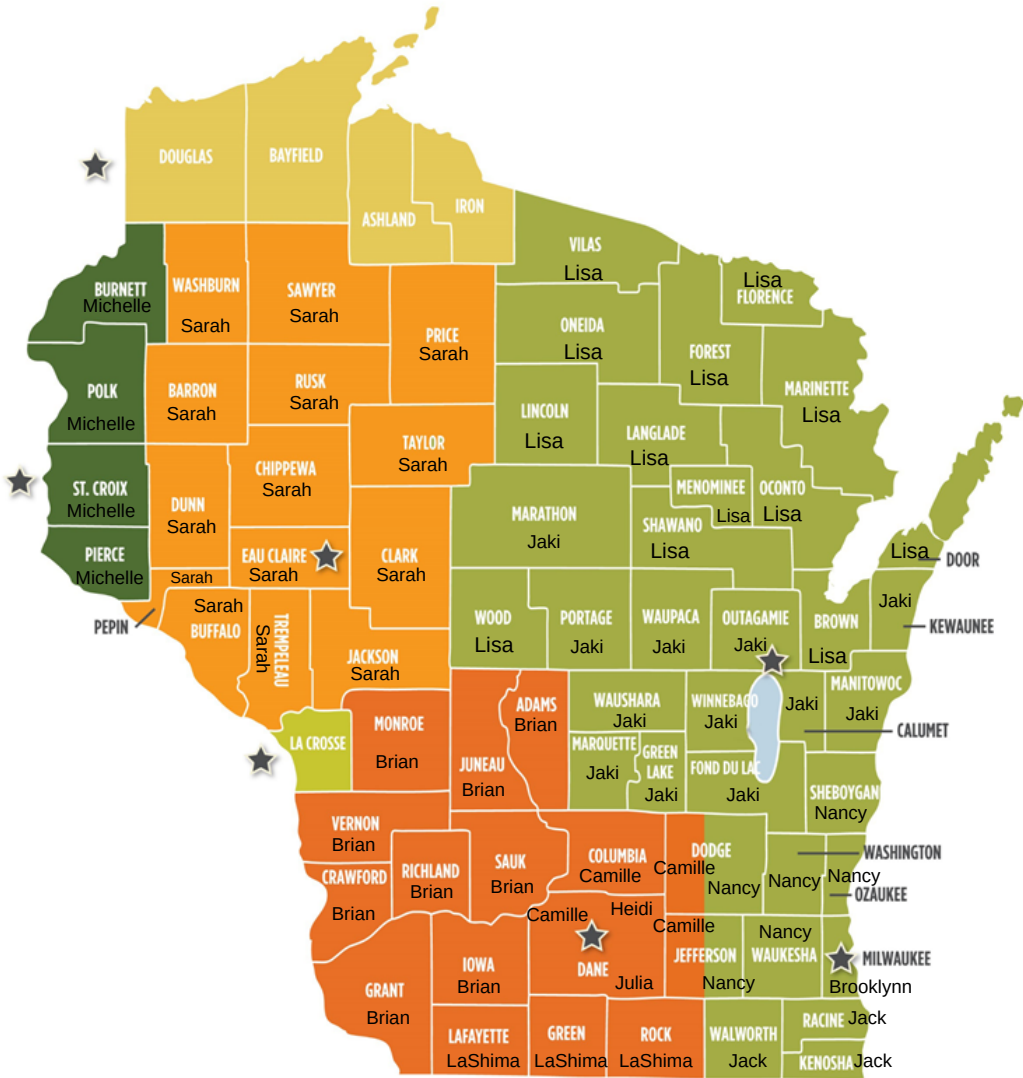 DOUGLAS
BAYFIELD
ASHLAND
IRON
VILAS
Lisa
BURNETT
Michelle
WASHBURN
Sarah
SAWYER
Sarah
PRICE
Sarah
ONEIDA
Lisa
FOREST
Lisa
Lisa
FLORENCE
MARINETTE
Lisa
POLK
Michelle
BARRON
Sarah
RUSK
Sarah
TAYLOR
Sarah
LINCOLN
Lisa
LANGLADE
Lisa
ST. CROIX
Michelle
DUNN
Sarah
CHIPPEWA
Sarah
MARATHON
Jaki
MENOMINEE
Lisa
OCONTO
Lisa
SHAWANO
Lisa
PIERCE
Michelle
EAU CLAIRE
Sarah
CLARK
Sarah
Lisa
DOOR
Sarah
PEPIN
Sarah
BUFFALO
TREMPELEAU
Sarah
JACKSON
Sarah
WOOD
Lisa
PORTAGE
Jaki
WAUPACA
Jaki
OUTAGAMIE
Jaki
BROWN
Lisa
Jaki
KEWAUNEE
LA CROSSE
MONROE
Brian
JUNEAU
Brian
ADAMS
Brian
WAUSHARA
Jaki
WINNEBAGO
Jaki
Jaki
CALUMET
MANITOWOC
Jaki
MARQUETTE
Jaki
GREEN
LAKE
Jaki
FOND DU LAC
Jaki
SHEBOYGAN
Nancy
VERNON
Brian
CRAWFORD
Brian
RICHLAND
Brian
SAUK
Brian
COLUMBIA
Camille
DODGE
Camille
Nancy
Nancy
WASHINGTON
Nancy
OZAUKEE
GRANT
Brian
IOWA
Brian
Camille
Heidi
DANE
Julia
Camille
JEFFERSON
Nancy
Nancy
WAUKESHA
MILWAUKEE
Brooklynn
LAFAYETTE
LaShima
GREEN
LaShima
ROCK
LaShima
WALWORTH
Jack
RACINE Jack
KENOSHA Jack